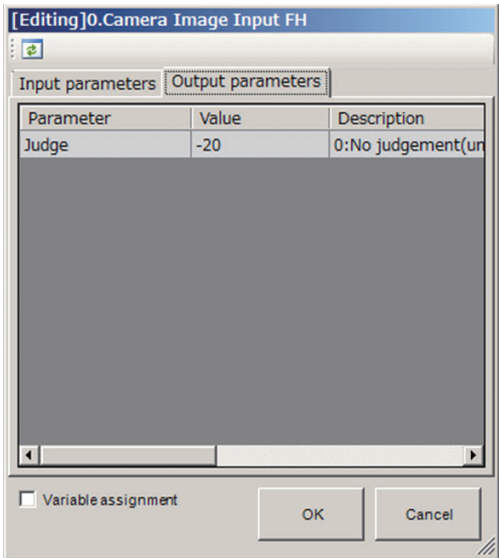 [Editing]0.Camera Image Input FH
Input parameters Output parameters
Parameter Value Description
Judge -20 0:No judgement(un
Variable assignment OK Cancel